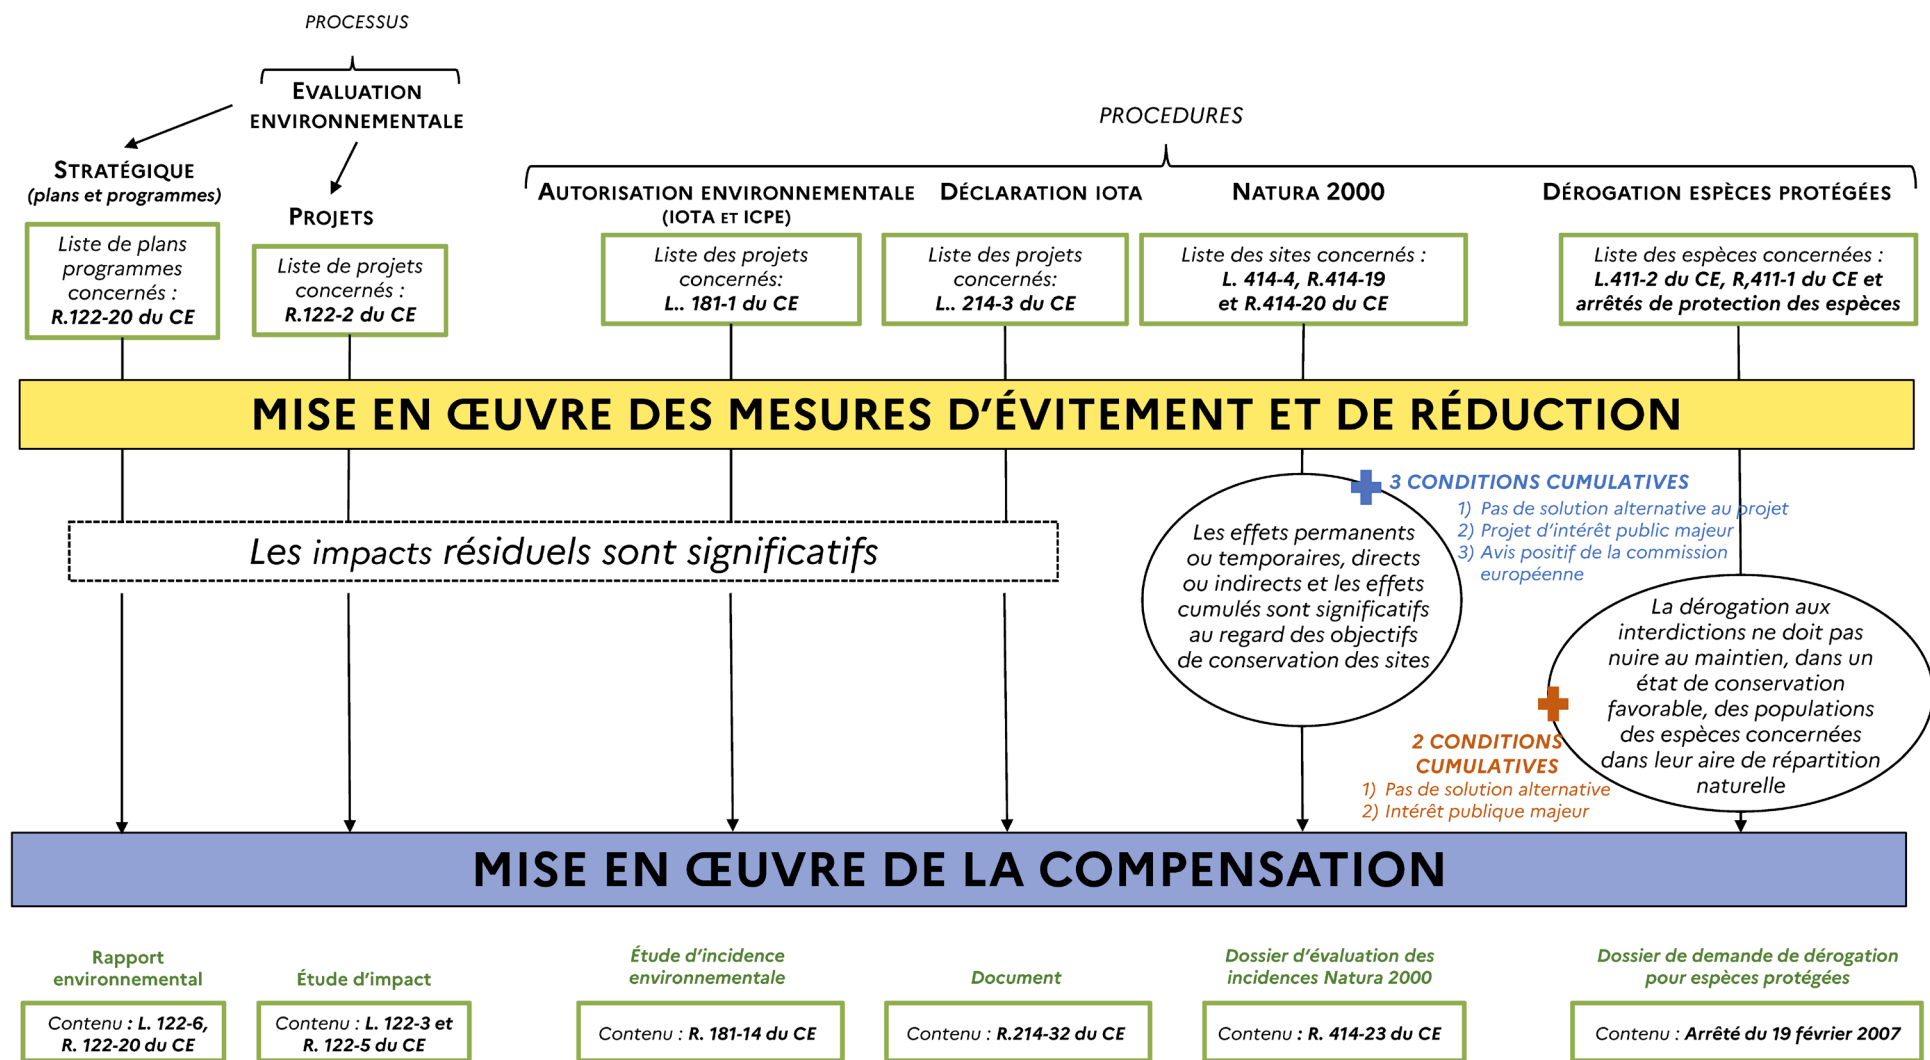 PROCESSUS
EVALUATION
ENVIRONNEMENTALE
STRATÉGIQUE
(plans et programmes)
PROJETS
PROCEDURES
AUTORISATION ENVIRONNEMENTALE
(IOTA ET ICPE)
DÉCLARATION IOTA
NATURA 2000
DÉROGATION ESPÈCES PROTÉGÉES
Liste de plans
programmes
concernés :
R.122-20 du CE
Liste de projets
concernés :
R.122-2 du CE
Liste des projets
concernés:
L.. 181-1 du CE
Liste des projets
concernés:
L.. 214-3 du CE
Liste des sites concernés :
L. 414-4, R.414-19
et R.414-20 du CE
Liste des espèces concernées :
L.411-2 du CE, R,411-1 du CE et
arrêtés de protection des espèces
MISE EN ŒUVRE DES MESURES D'ÉVITEMENT ET DE RÉDUCTION
Les impacts résiduels sont significatifs
Les effets permanents
ou temporaires, directs
ou indirects et les effets
cumulés sont significatifs
au regard des objectifs
de conservation des sites
3 CONDITIONS CUMULATIVES
1) Pas de solution alternative au projet
2) Projet d'intérêt public majeur
3) Avis positif de la commission
européenne
La dérogation aux
interdictions ne doit pas
nuire au maintien, dans un
état de conservation
favorable, des populations
des espèces concernées
dans leur aire de répartition
naturelle
2 CONDITIONS
CUMULATIVES
1) Pas de solution alternative
2) Intérêt publique majeur
MISE EN ŒUVRE DE LA COMPENSATION
Rapport
environnemental
Contenu : L. 122-6,
R. 122-20 du CE
Étude d'impact
Contenu : L. 122-3 et
R. 122-5 du CE
Étude d'incidence
environnementale
Contenu : R. 181-14 du CE
Document
Contenu : R.214-32 du CE
Dossier d'évaluation des
incidences Natura 2000
Contenu : R. 414-23 du CE
Dossier de demande de dérogation
pour espèces protégées
Contenu : Arrêté du 19 février 2007